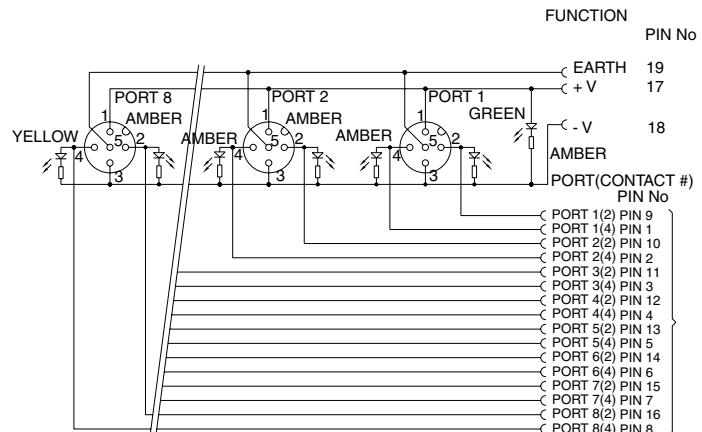 FUNCTION
PIN No
EARTH 19
+ V 17
PORT 8
PORT 2
PORT 1
1
1
1
AMBER
AMBER
GREEN
- V 18
YELLOW
4
5
2
AMBER
4
5
2
AMBER
4
5
2
AMBER
3
3
3
PORT(CONTACT #)
PIN No
PORT 1(2) PIN 9
PORT 1(4) PIN 1
PORT 2(2) PIN 10
PORT 2(4) PIN 2
PORT 3(2) PIN 11
PORT 3(4) PIN 3
PORT 4(2) PIN 12
PORT 4(4) PIN 4
PORT 5(2) PIN 13
PORT 5(4) PIN 5
PORT 6(2) PIN 14
PORT 6(4) PIN 6
PORT 7(2) PIN 15
PORT 7(4) PIN 7
PORT 8(2) PIN 16
PORT 8(4) PIN 8